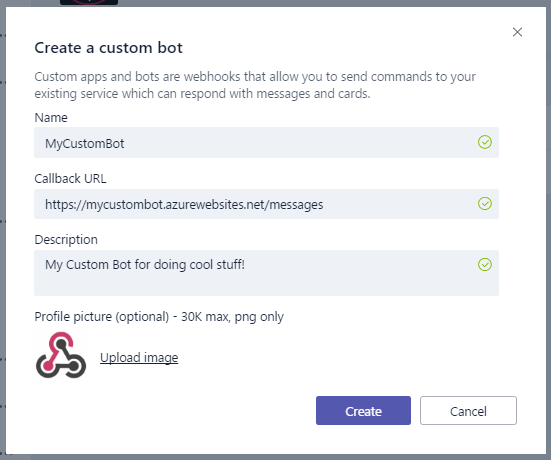 Create a custom bot
Custom apps and bots are webhooks that allow you to send commands to your
existing service which can respond with messages and cards.
Name
MyCustomBot
Callback URL
https://mycustombot.azurewebsites.net/messages
Description
My Custom Bot for doing cool stuff!
Profile picture (optional) - 30K max, png only
Upload image
Create
Cancel